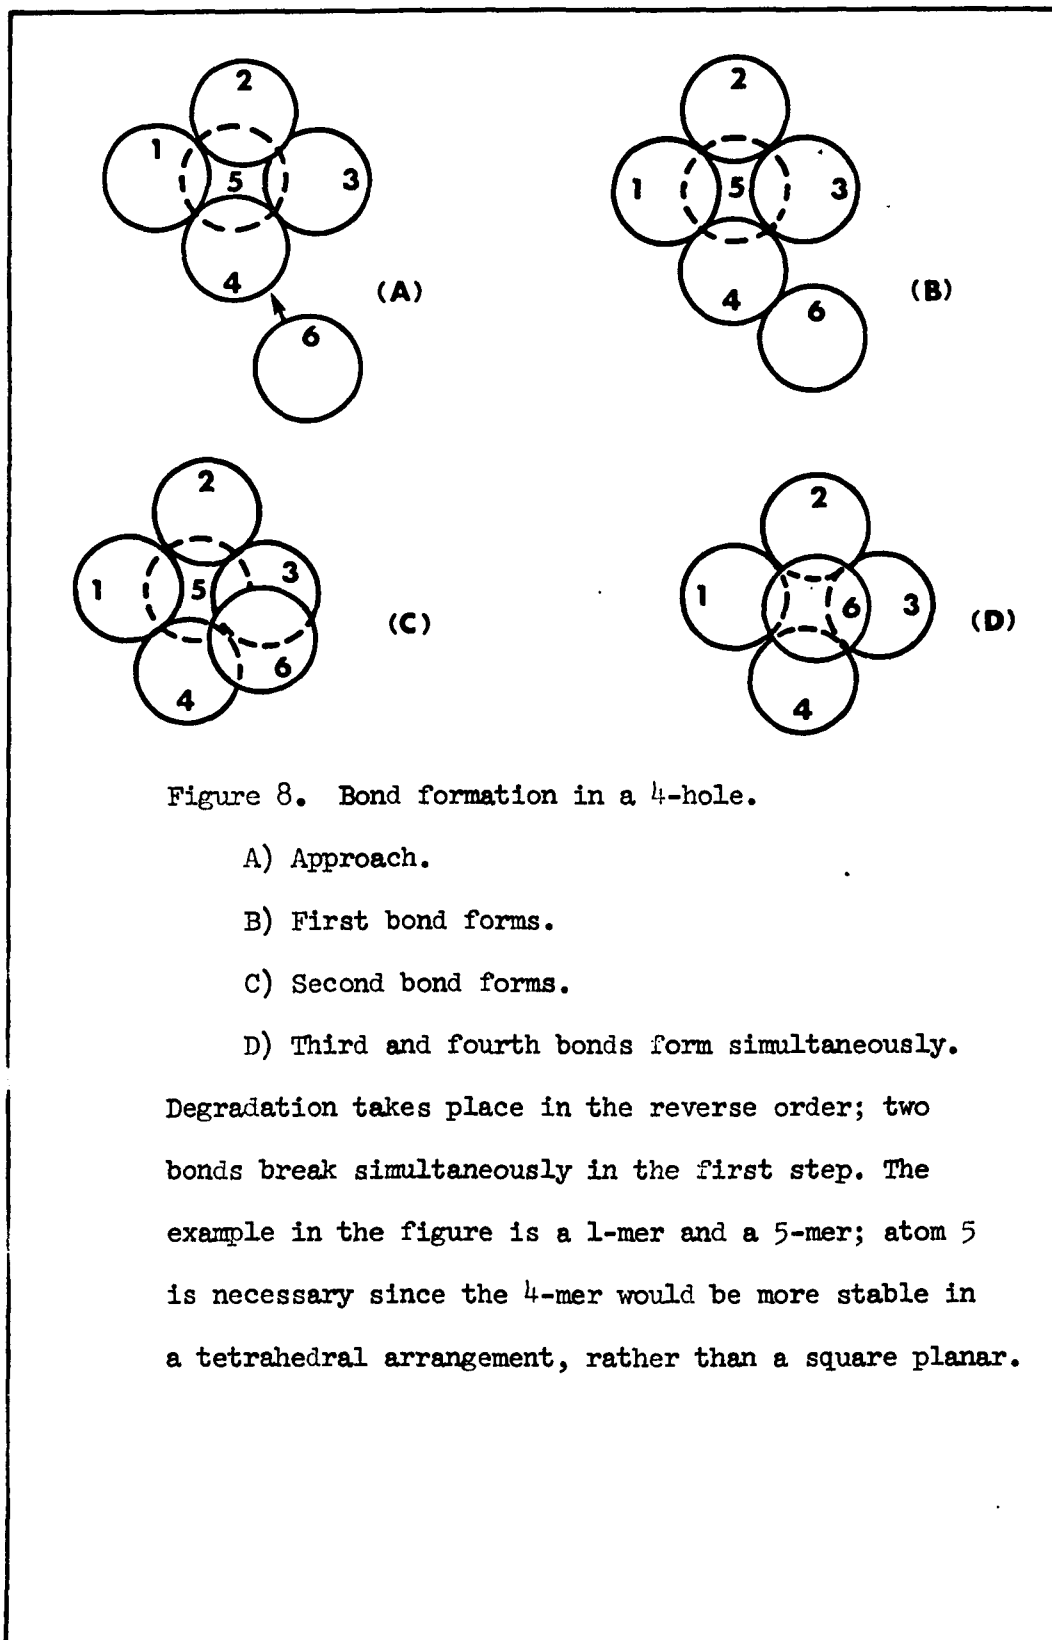 2
1
5
3
4
(A)
6
2
1
5
3
4
(B)
6
2
1
5
3
(C)
4
6
2
1
6
3
(D)
4
Figure 8. Bond formation in a 4-hole.
A) Approach.
B) First bond forms.
C) Second bond forms.
D) Third and fourth bonds form simultaneously.
Degradation takes place in the reverse order; two
bonds break simultaneously in the first step. The
example in the figure is a 1-mer and a 5-mer; atom 5
is necessary since the 4-mer would be more stable in
a tetrahedral arrangement, rather than a square planar.